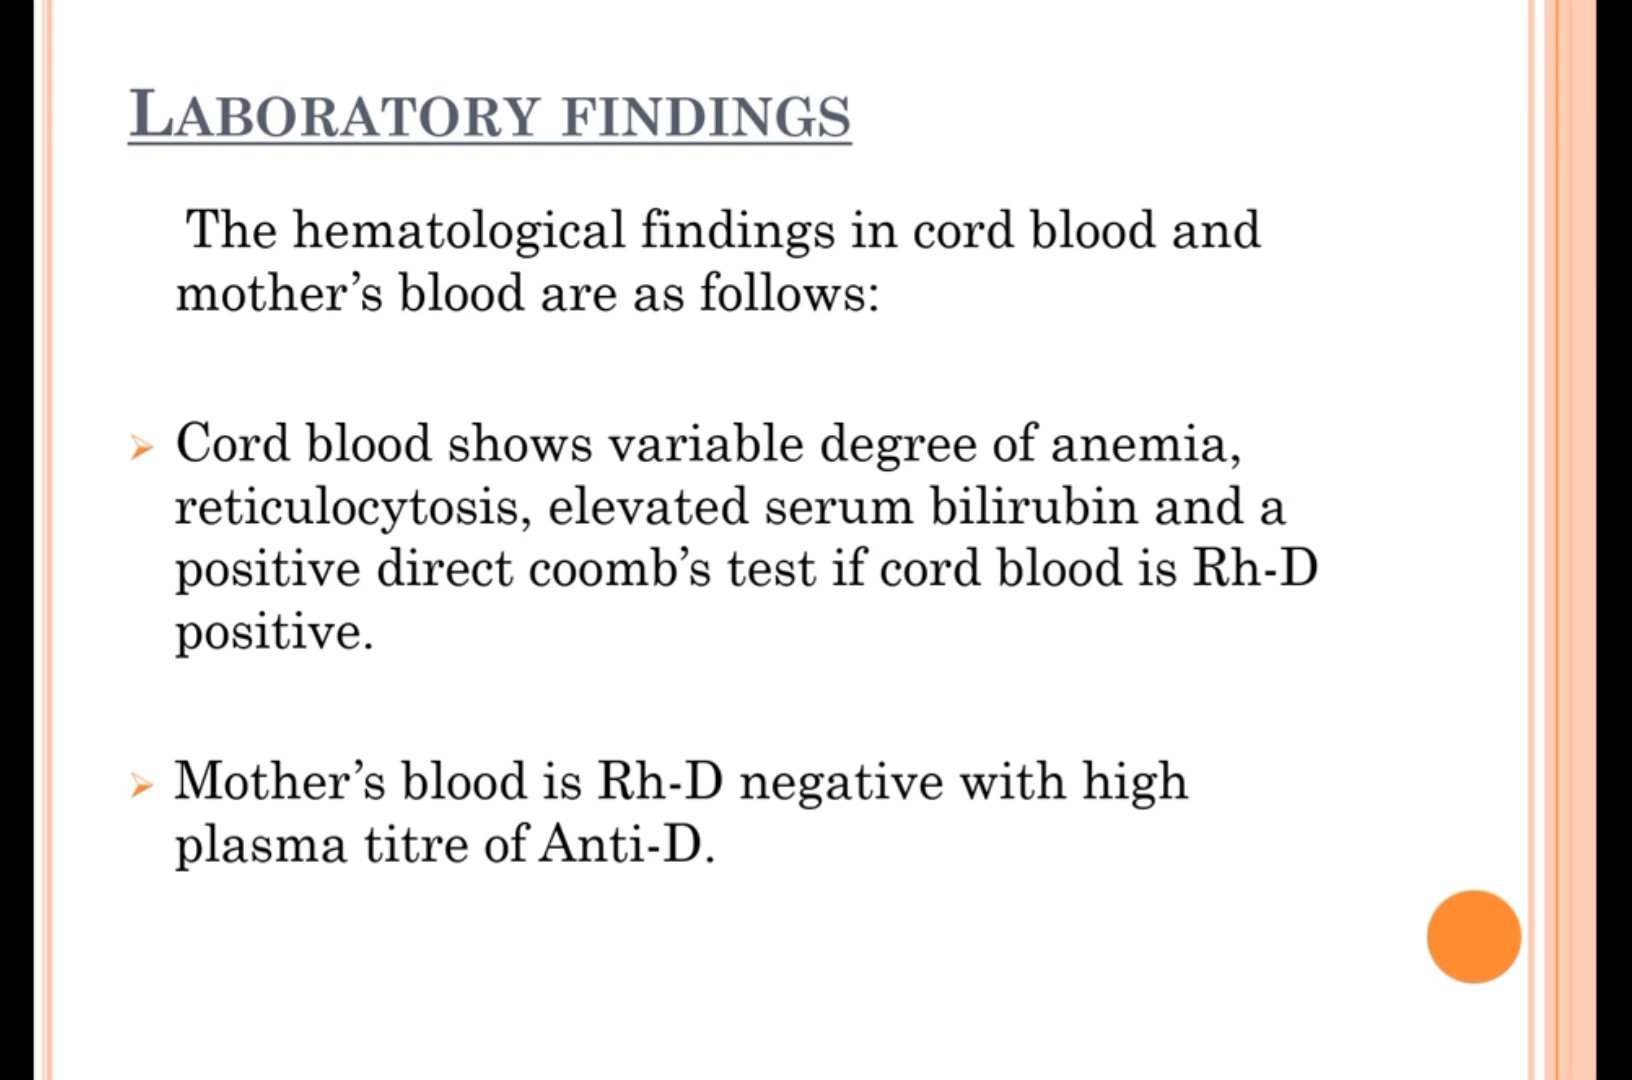 LABORATORY FINDINGS
The hematological findings in cord blood and
mother’s blood are as follows:
➢ Cord blood shows variable degree of anemia,
reticulocytosis, elevated serum bilirubin and a
positive direct coomb’s test if cord blood is Rh-D
positive.
➢ Mother’s blood is Rh-D negative with high
plasma titre of Anti-D.